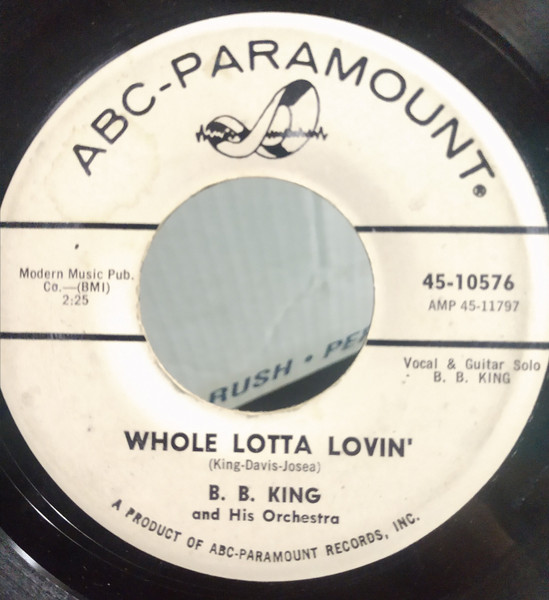 ABC-PARAMOUNT®
Modern Music Pub.
Co.—(BMI)
2:25
45-10576
AMP 45-11797
Vocal & Guitar Solo
B. B. KING
RUSH • PE
WHOLE LOTTA LOVIN'
(King-Davis-Josea)
B. B. KING
and His Orchestra
A PRODUCT OF ABC-PARAMOUNT RECORDS, INC.